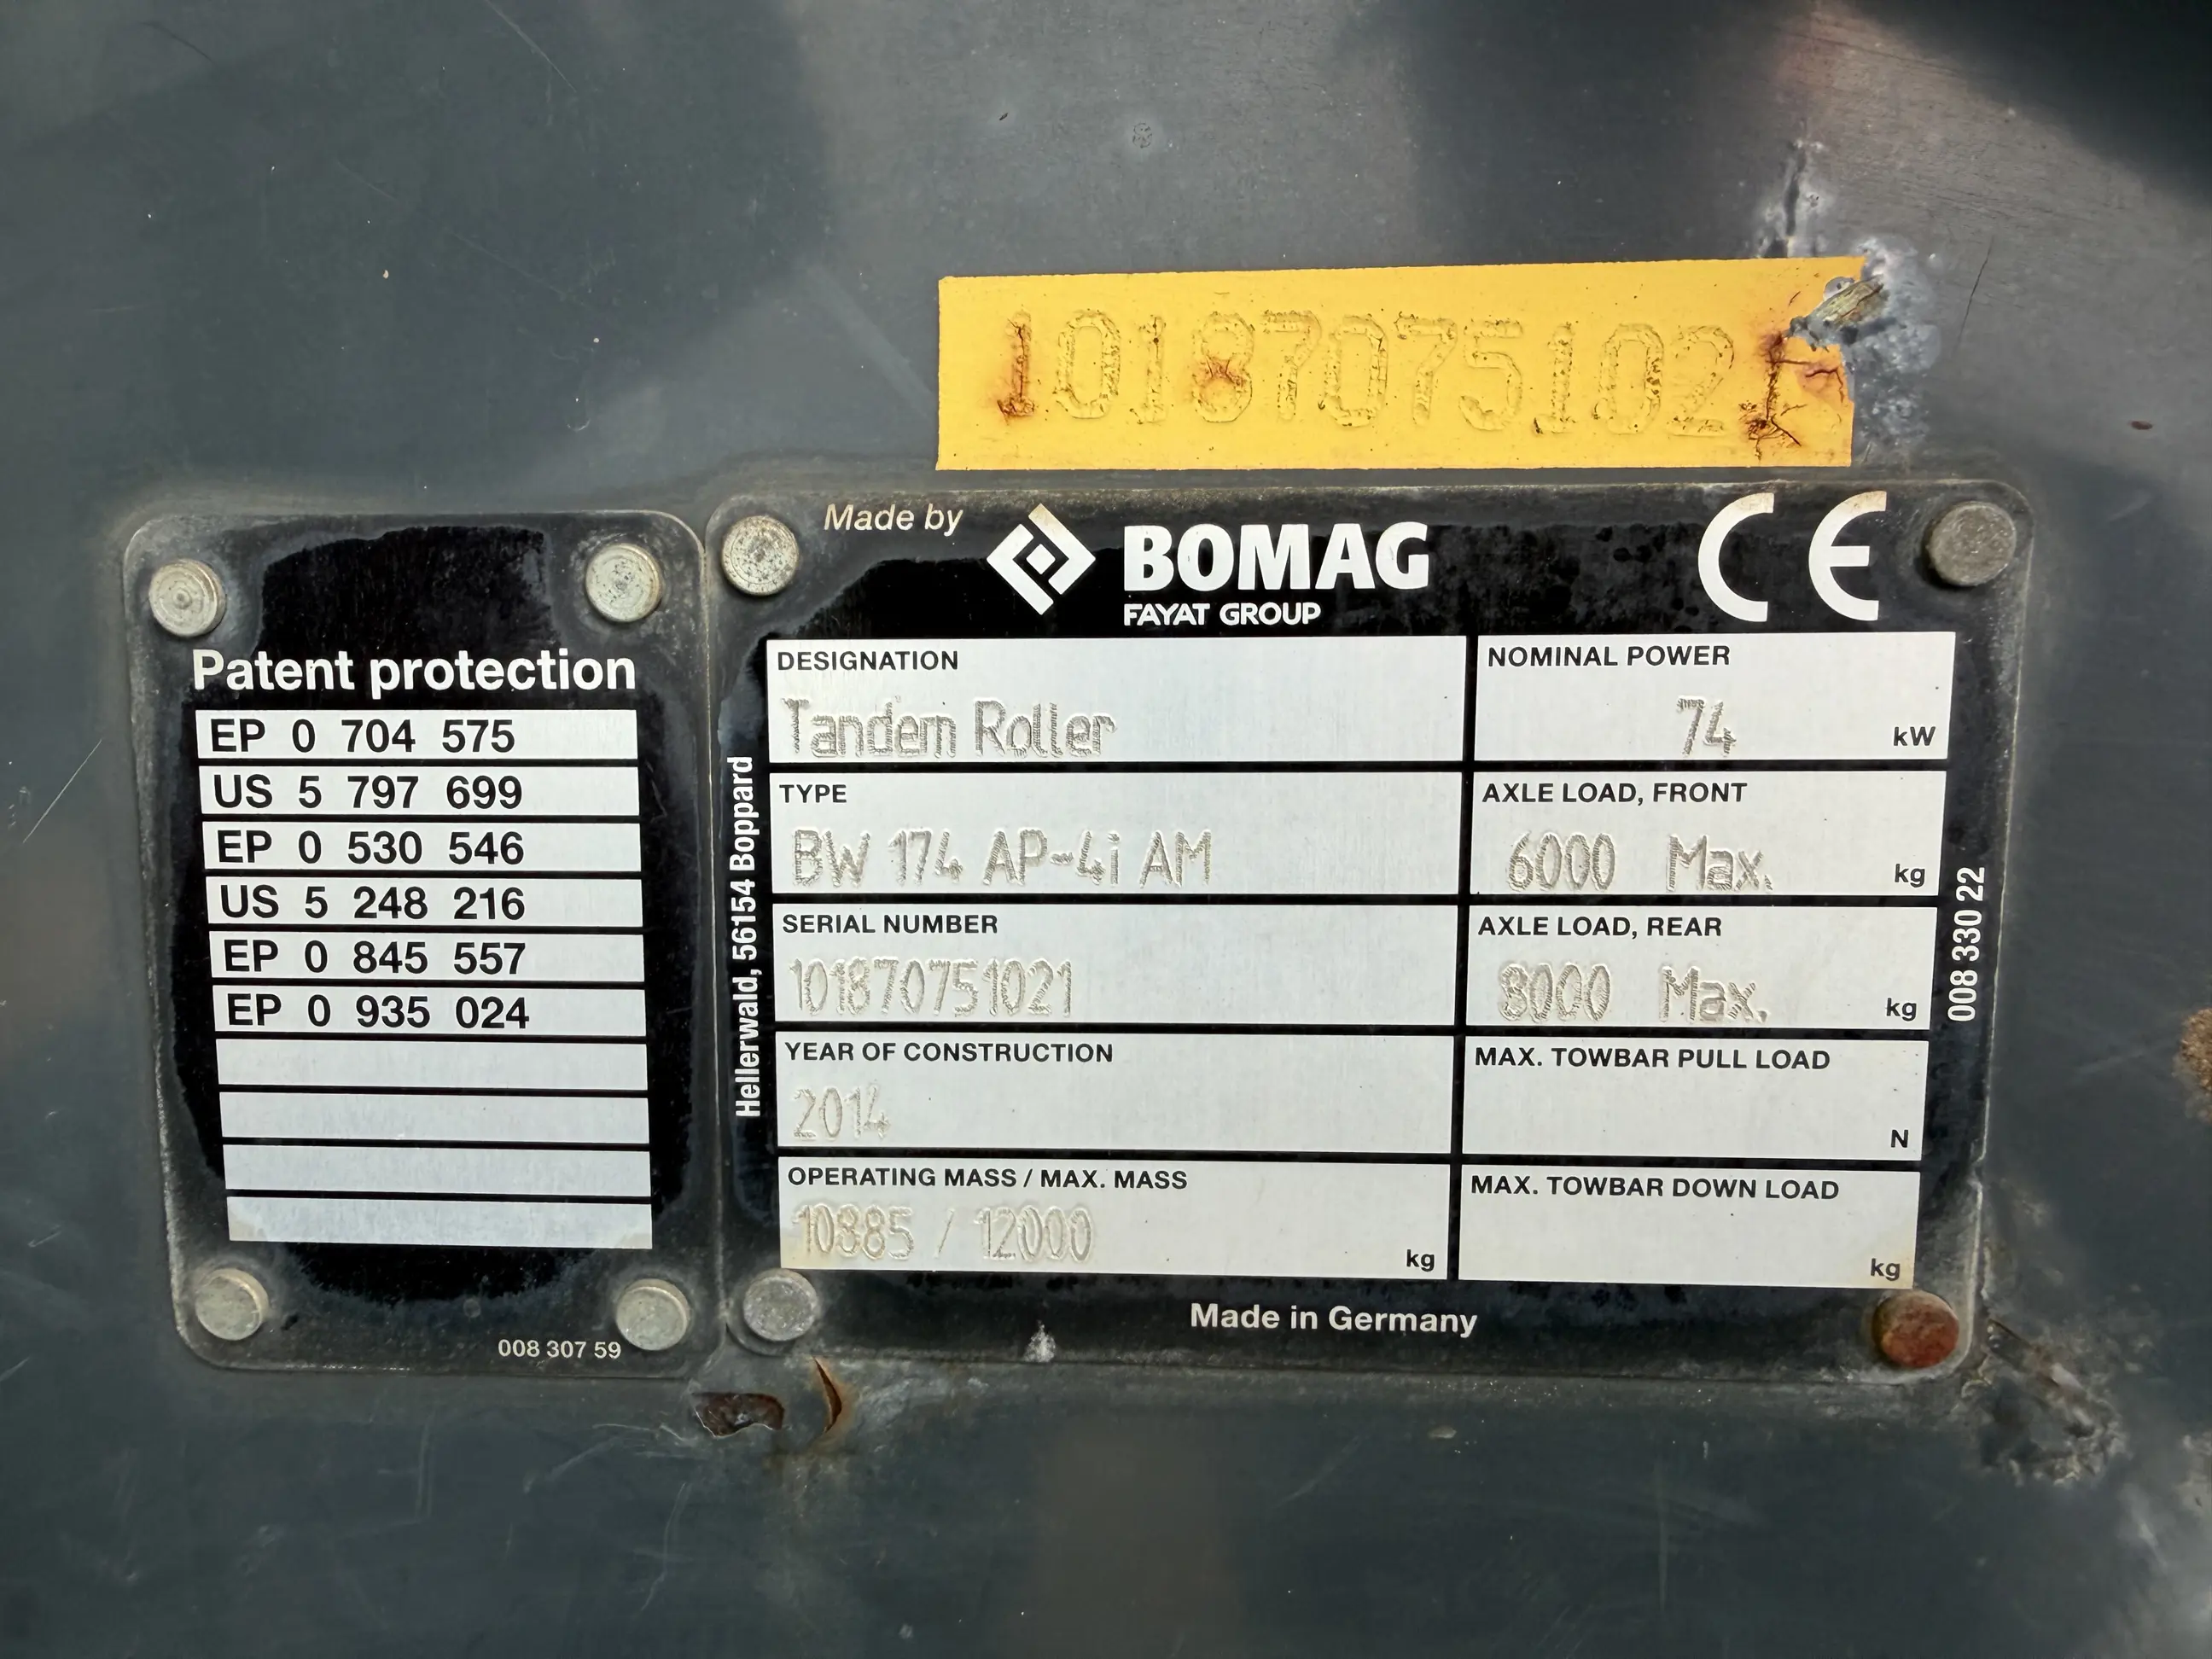 101870751021
Made by
BOMAG
FAYAT GROUP
CE
Patent protection
EP 0 704 575
US 5 797 699
EP 0 530 546
US 5 248 216
EP 0 845 557
EP 0 935 024
008 307 59
Hellerwald, 56154 Boppard
DESIGNATION
Tandem Roller
NOMINAL POWER
74 kW
TYPE
BW 174 AP-4i AM
AXLE LOAD, FRONT
6000 Max. kg
SERIAL NUMBER
101870751021
AXLE LOAD, REAR
8000 Max. kg
YEAR OF CONSTRUCTION
2014
MAX. TOWBAR PULL LOAD
N
OPERATING MASS / MAX. MASS
10385 / 12000 kg
MAX. TOWBAR DOWN LOAD
kg
008 330 22
Made in Germany